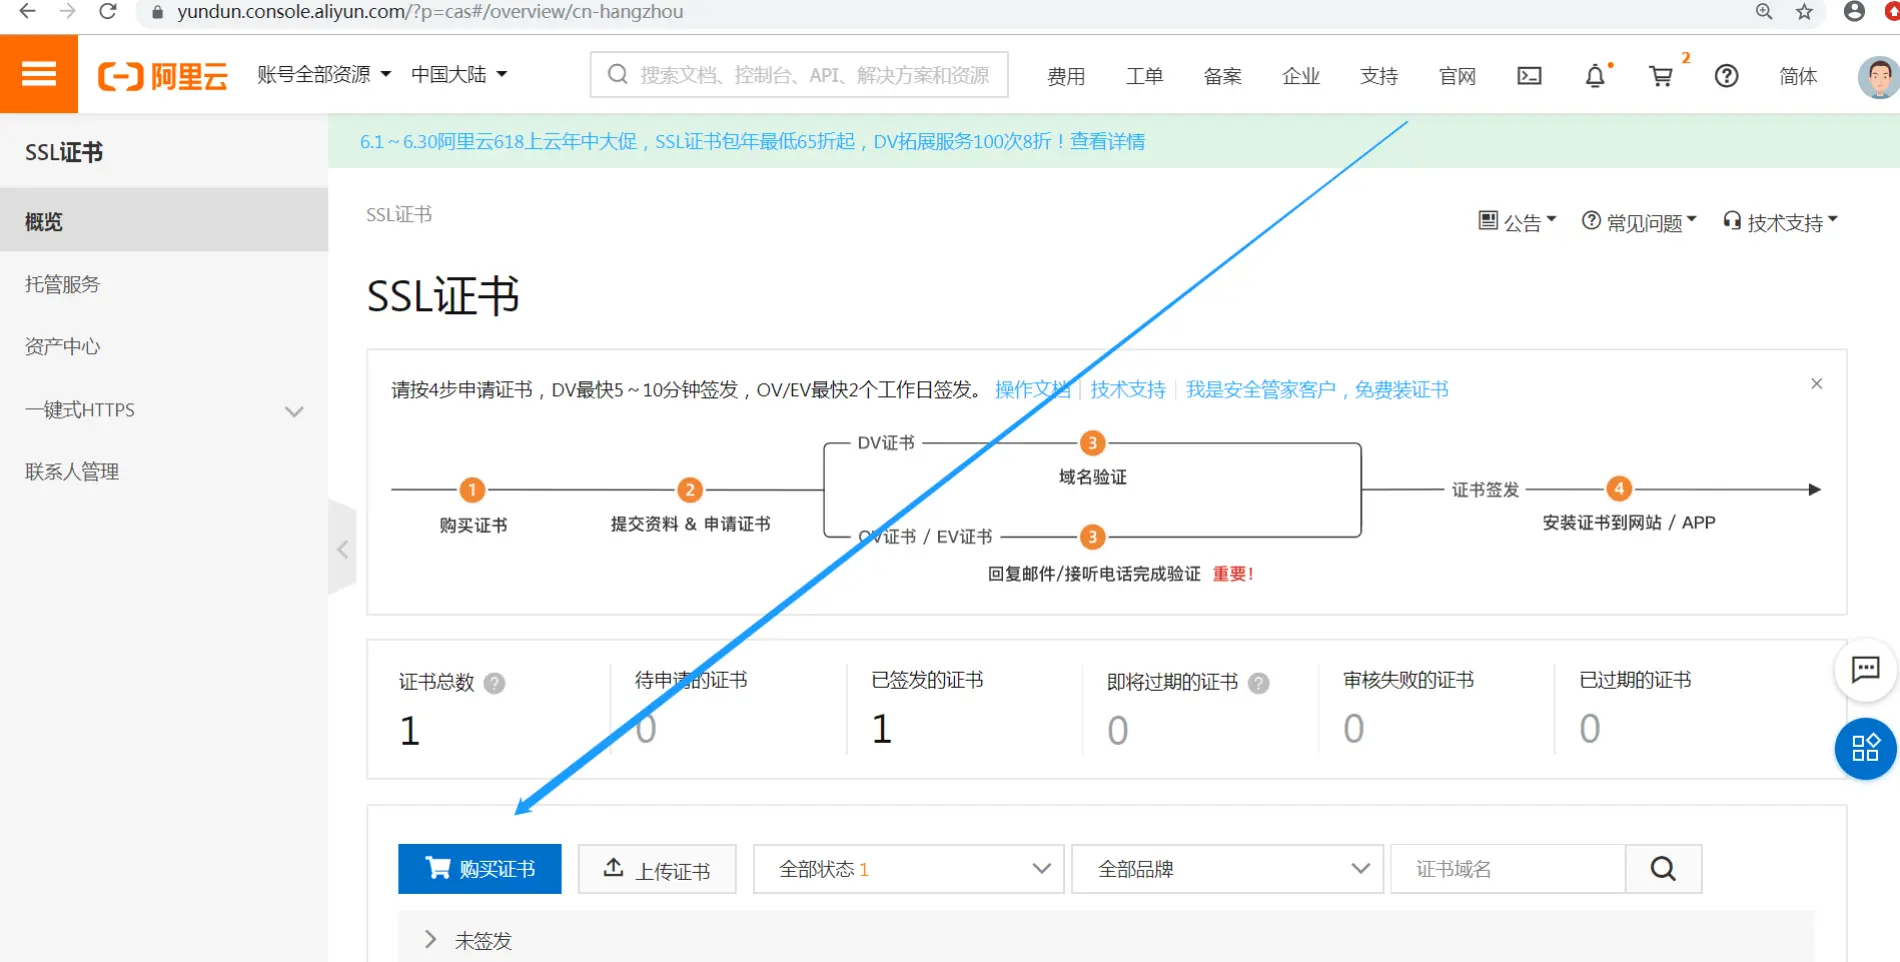 yundun.console.aliyun.com/?p=cas#/overview/cn-hangzhou
阿里云 账号全部资源 中国大陆 搜索文档、控制台、API、解决方案和资源 费用 工单 备案 企业 支持 官网 2 简体
SSL证书
6.1～6.30阿里云618上云年中大促，SSL证书包年最低65折起，DV拓展服务100次8折！查看详情
概览
托管服务
资产中心
一键式HTTPS
联系人管理
SSL证书 公告 常见问题 技术支持
SSL证书
请按4步申请证书，DV最快5～10分钟签发，OV/EV最快2个工作日签发。 操作文档 技术支持 我是安全管家客户，免费装证书
DV证书 3
域名验证
1 2 证书签发 4
购买证书 提交资料 & 申请证书 安装证书到网站 / APP
OV证书 / EV证书 3
回复邮件/接听电话完成验证 重要！
证书总数 待申请的证书 已签发的证书 即将过期的证书 审核失败的证书 已过期的证书
1 0 1 0 0 0
购买证书 上传证书 全部状态 1 全部品牌 证书域名
未签发